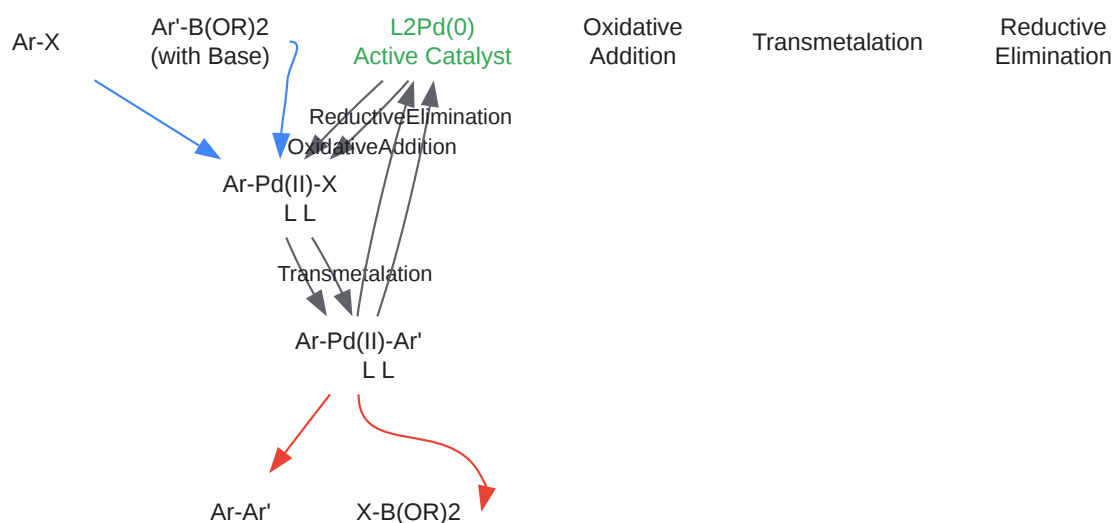 Ar-X
Ar'-B(OR)2
(with Base)
L2Pd(0)
Active Catalyst
Oxidative
Addition
Transmetalation
Reductive
Elimination
ReductiveElimination
OxidativeAddition
Ar-Pd(II)-X
L L
Transmetalation
Ar-Pd(II)-Ar'
L L
Ar-Ar'
X-B(OR)2